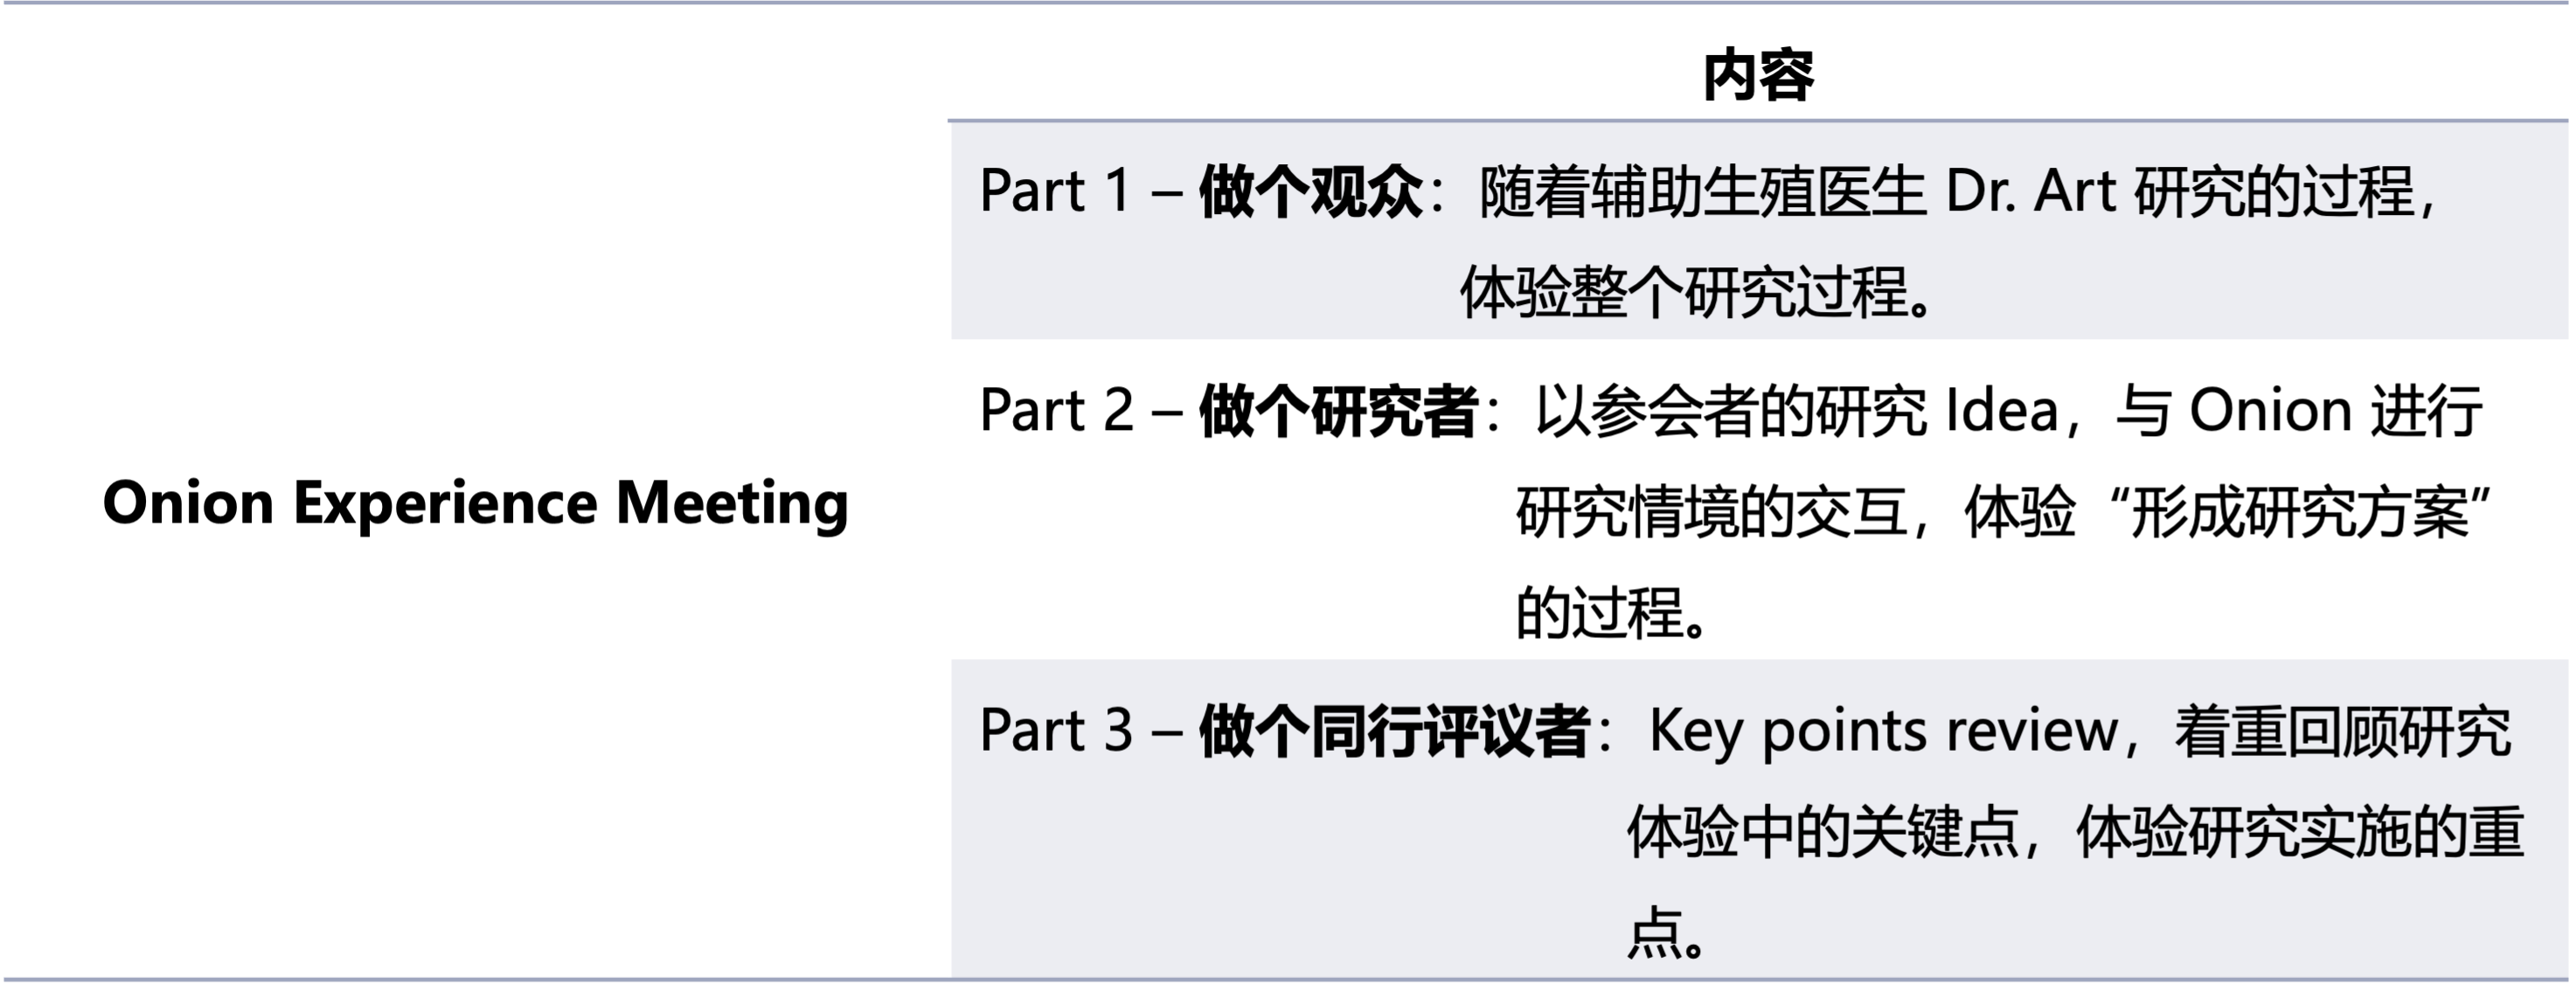 内容
Part 1 – 做个观众：随着辅助生殖医生 Dr. Art 研究的过程，
体验整个研究过程。
Onion Experience Meeting
Part 2 – 做个研究者：以参会者的研究 Idea，与 Onion 进行
研究情境的交互，体验“形成研究方案”
的过程。
Part 3 – 做个同行评议者：Key points review，着重回顾研究
体验中的关键点，体验研究实施的重
点。